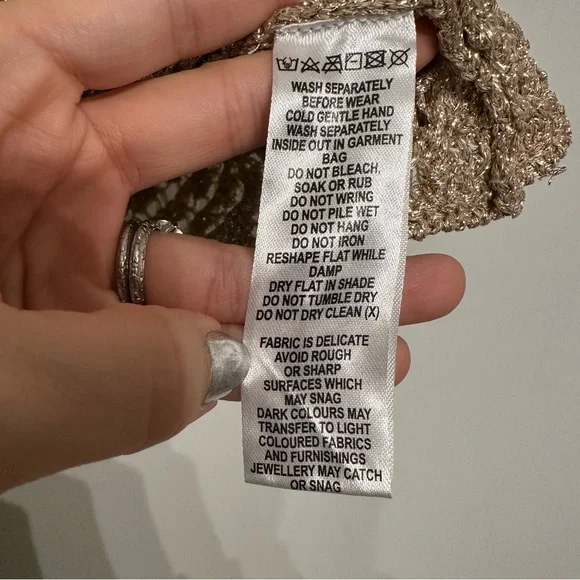 WASH SEPARATELY
BEFORE WEAR
COLD GENTLE HAND
WASH SEPARATELY
INSIDE OUT IN GARMENT
BAG
DO NOT BLEACH,
SOAK OR RUB
DO NOT WRING
DO NOT PILE WET
DO NOT HANG
DO NOT IRON
RESHAPE FLAT WHILE
DAMP
DRY FLAT IN SHADE
DO NOT TUMBLE DRY
DO NOT DRY CLEAN (X)
FABRIC IS DELICATE
AVOID ROUGH
OR SHARP
SURFACES WHICH
MAY SNAG
DARK COLOURS MAY
TRANSFER TO LIGHT
COLOURED FABRICS
AND FURNISHINGS
JEWELLERY MAY CATCH
OR SNAG